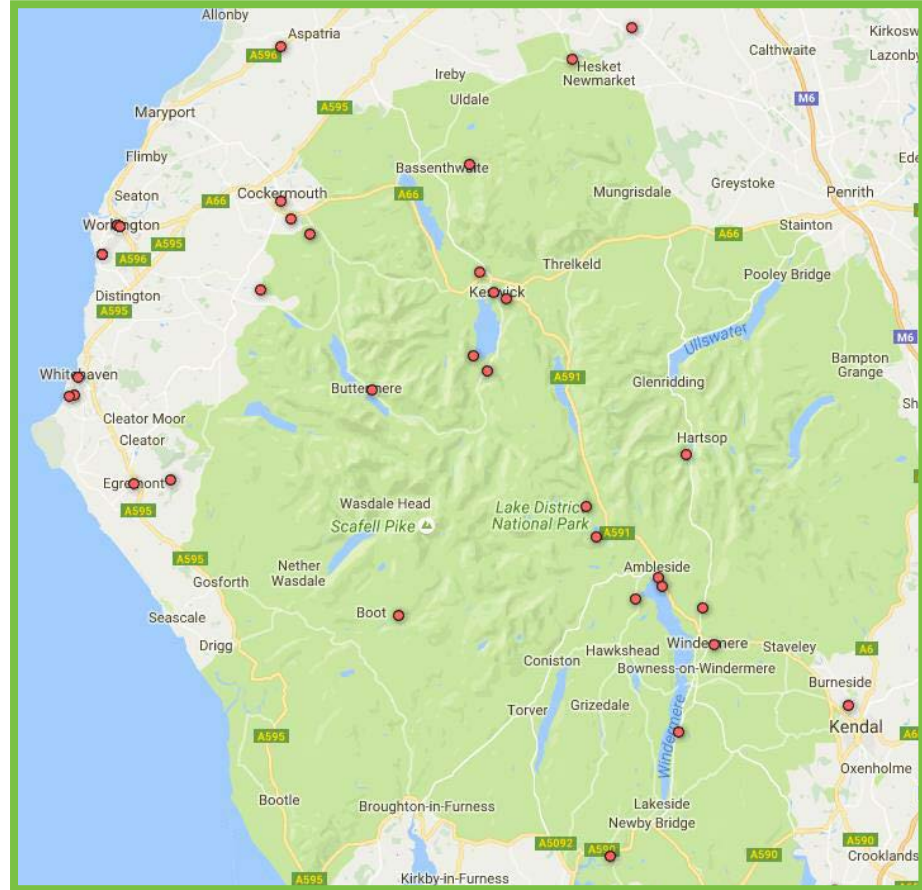 Allonby
Aspatria
A596
Kirkosw
Calthwaite
Lazonby
Hesket
Newmarket
Ireby
Uldale
M6
A595
Maryport
Flimby
Bassenthwaite
Greystoke
Penrith
Mungrisdale
Seaton
Cockermouth
A66
A66
Workington
A595
A596
A66
Stainton
Threlkeld
Pooley Bridge
Distington
A595
Keswick
Ullswater
M6
Whitehaven
A591
Glenridding
Bampton
Grange
Buttermere
Cleator Moor
Cleator
Hartsop
Egremont
A595
Wasdale Head
Scafell Pike
Lake District
National Park
A591
A595
Nether
Wasdale
Gosforth
Ambleside
Seascale
Boot
Drigg
Hawkshead
Windermere
Staveley
A6
Coniston
Bowness-on-Windermere
Burneside
Torver
Grizedale
Windermere
Kendal
A595
Oxenholme
Bootle
Broughton-in-Furness
Lakeside
Newby Bridge
A5092
A590
A590
A590
Crooklands
A595
Kirkby-in-Furness